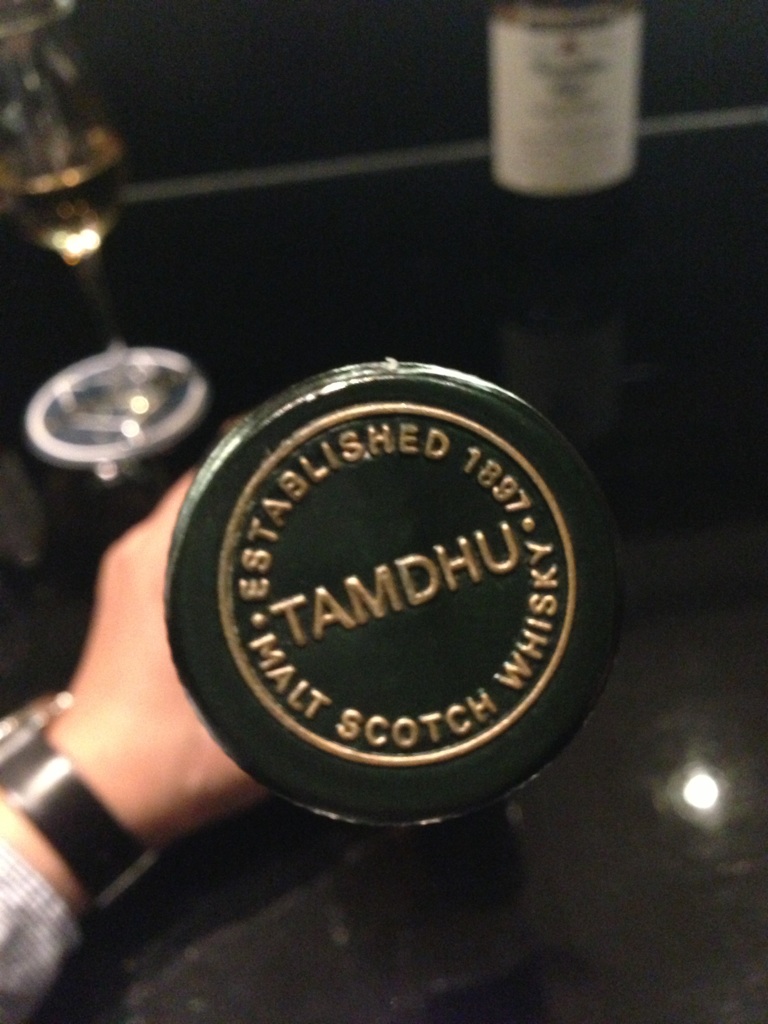 ESTABLISHED 1897
TAMDHU
MALT SCOTCH WHISKY